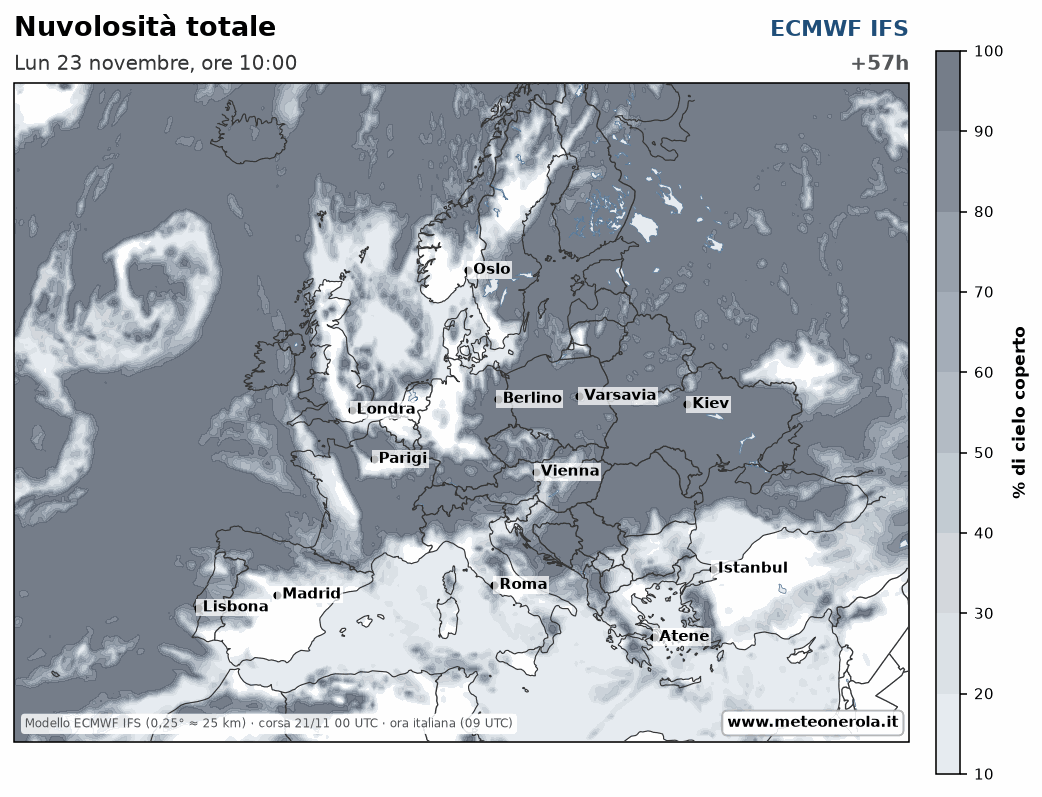 Nuvolosità totale
ECMWF IFS
Lun 23 novembre, ore 10:00
+57h
Oslo
Londra
Berlino
Varsavia
Kiev
Parigi
Vienna
Istanbul
Roma
Madrid
Lisbona
Atene
Modello ECMWF IFS (0,25° ≈ 25 km) · corsa 21/11 00 UTC · ora italiana (09 UTC)
www.meteonerola.it
100
90
80
70
60
50
40
30
20
10
% di cielo coperto